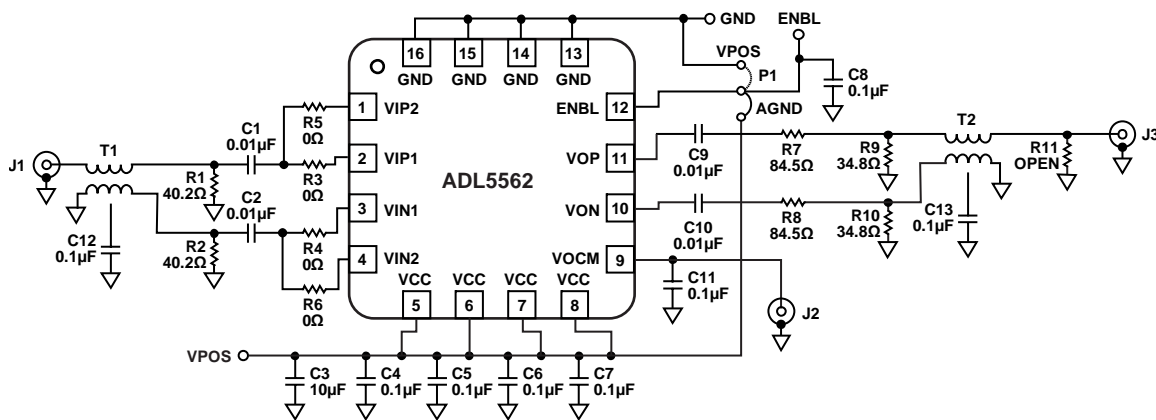 GND
ENBL
VPOS
P1
AGND
C8
0.1µF
16
15
14
13
GND
GND
GND
GND
1
VIP2
ENBL
12
R5
0Ω
C1
0.01µF
J1
T1
2
VIP1
VOP
11
C9
0.01µF
R7
84.5Ω
R9
34.8Ω
T2
R11
OPEN
J3
R3
0Ω
R1
40.2Ω
ADL5562
C2
0.01µF
3
VIN1
VON
10
C10
0.01µF
R8
84.5Ω
R10
34.8Ω
C13
0.1µF
C12
0.1µF
R2
40.2Ω
R4
0Ω
4
VIN2
VOCM
9
C11
0.1µF
J2
R6
0Ω
VCC
VCC
VCC
VCC
5
6
7
8
VPOS
C3
10µF
C4
0.1µF
C5
0.1µF
C6
0.1µF
C7
0.1µF